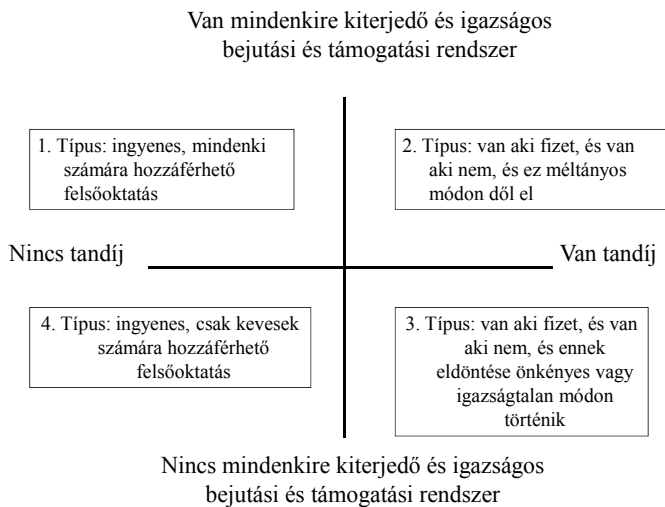 Van mindenkire kiterjedő és igazságos
bejutási és támogatási rendszer
1. Típus: ingyenes, mindenki
számára hozzáférhető
felsőoktatás
2. Típus: van aki fizet, és van
aki nem, és ez méltányos
módon dől el
Nincs tandíj
Van tandíj
4. Típus: ingyenes, csak kevesek
számára hozzáférhető
felsőoktatás
3. Típus: van aki fizet, és van
aki nem, és ennek
eldöntése önkényes vagy
igazságtalan módon
történik
Nincs mindenkire kiterjedő és igazságos
bejutási és támogatási rendszer